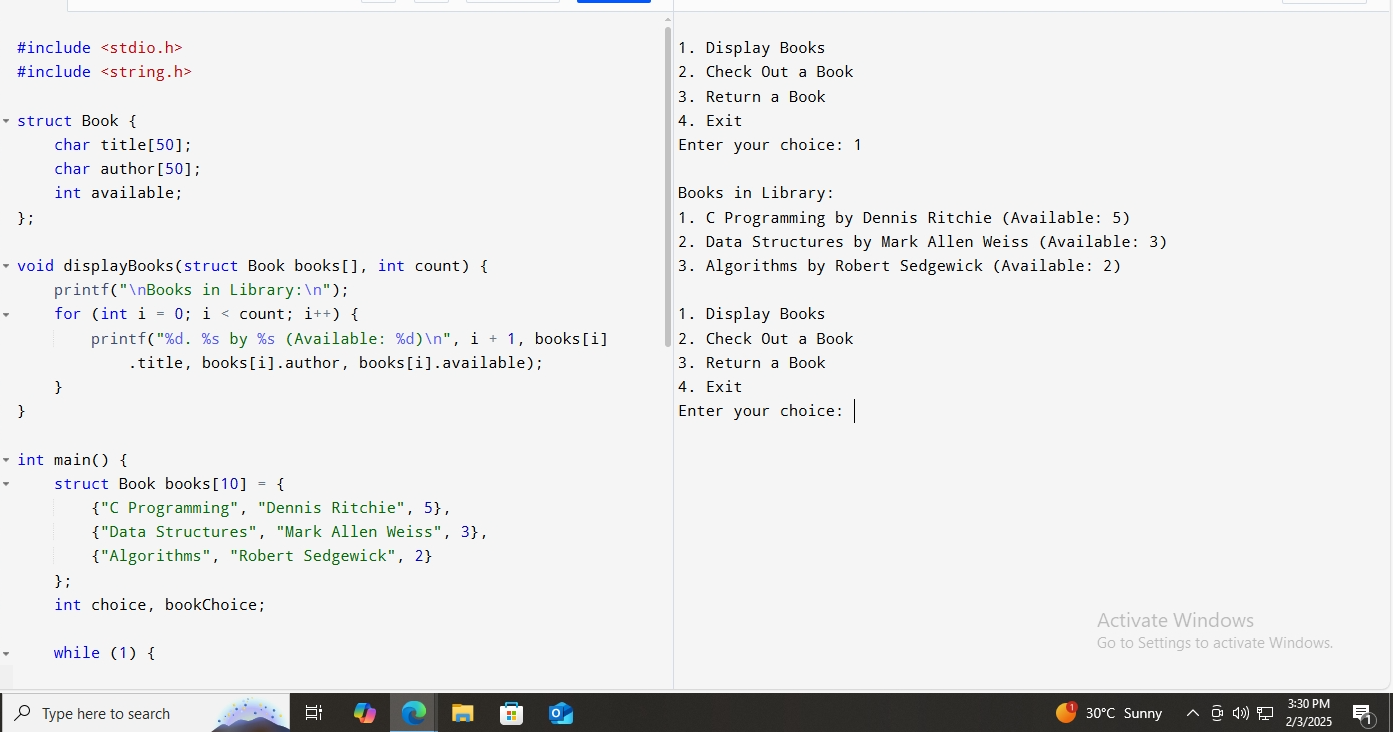 #include <stdio.h>
#include <string.h>
struct Book {
    char title[50];
    char author[50];
    int available;
};
void displayBooks(struct Book books[], int count) {
    printf("\nBooks in Library:\n");
    for (int i = 0; i < count; i++) {
        printf("%d. %s by %s (Available: %d)\n", i + 1, books[i]
            .title, books[i].author, books[i].available);
    }
}
int main() {
    struct Book books[10] = {
        {"C Programming", "Dennis Ritchie", 5},
        {"Data Structures", "Mark Allen Weiss", 3},
        {"Algorithms", "Robert Sedgewick", 2}
    };
    int choice, bookChoice;
    while (1) {
1. Display Books
2. Check Out a Book
3. Return a Book
4. Exit
Enter your choice: 1
Books in Library:
1. C Programming by Dennis Ritchie (Available: 5)
2. Data Structures by Mark Allen Weiss (Available: 3)
3. Algorithms by Robert Sedgewick (Available: 2)
1. Display Books
2. Check Out a Book
3. Return a Book
4. Exit
Enter your choice:
Activate Windows
Go to Settings to activate Windows.
Type here to search
1
30°C Sunny
3:30 PM
2/3/2025
1